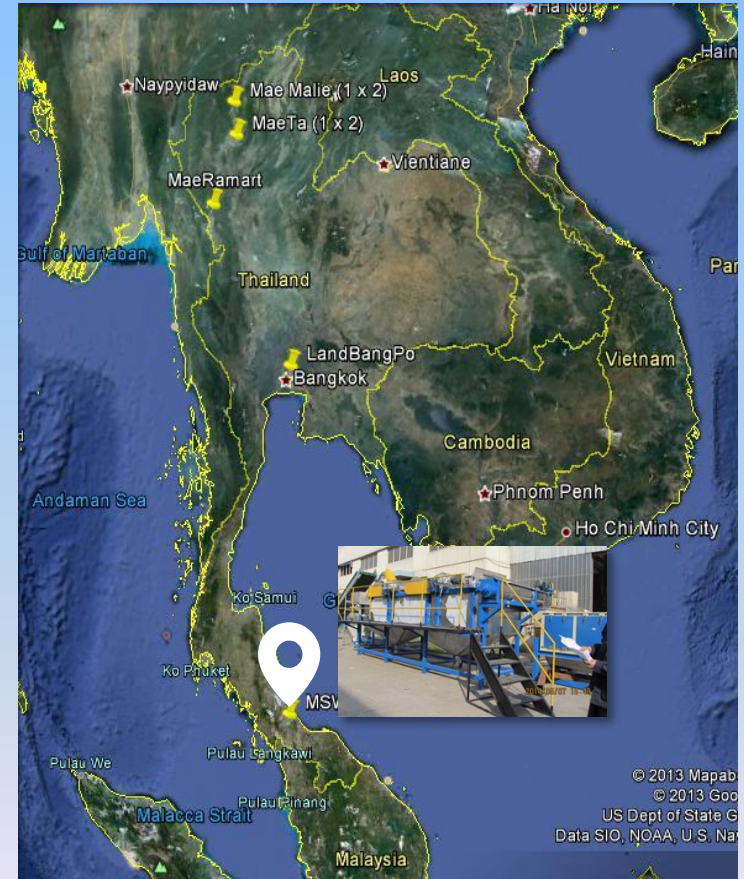 Ha Noi
Hain
Naypyidaw
Mae Malie (1 x 2)
Laos
MaeTa (1 x 2)
Vientiane
MaeRamart
Gulf of Martaban
Par
Thailand
LandBangPo
Vietnam
Bangkok
Cambodia
Andaman Sea
Phnom Penh
Ho Chi Minh City
Ko Samui
G
Ko Phuket
MSW
Pulau Langkawi
Pulau We
© 2013 Mapab
Pulau Pinang
© 2013 Goo
Malacca Strait
US Dept of State G
Data SIO, NOAA, U.S. Nav
Malaysia